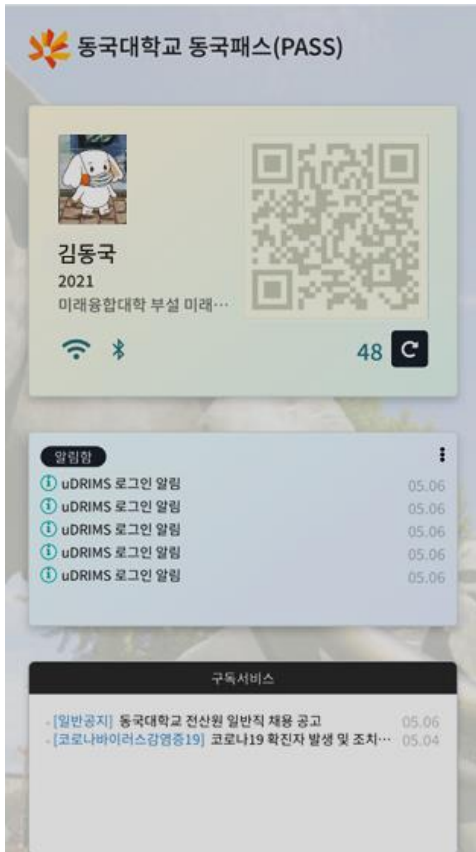 동국대학교 동국패스(PASS)
김동국
2021
미래융합대학 부설 미래…
48
알림함
uDRIMS 로그인 알림 05.06
uDRIMS 로그인 알림 05.06
uDRIMS 로그인 알림 05.06
uDRIMS 로그인 알림 05.06
uDRIMS 로그인 알림 05.06
구독서비스
[일반공지] 동국대학교 전산원 일반직 채용 공고 05.06
[코로나바이러스감염증19] 코로나19 확진자 발생 및 조치… 05.04